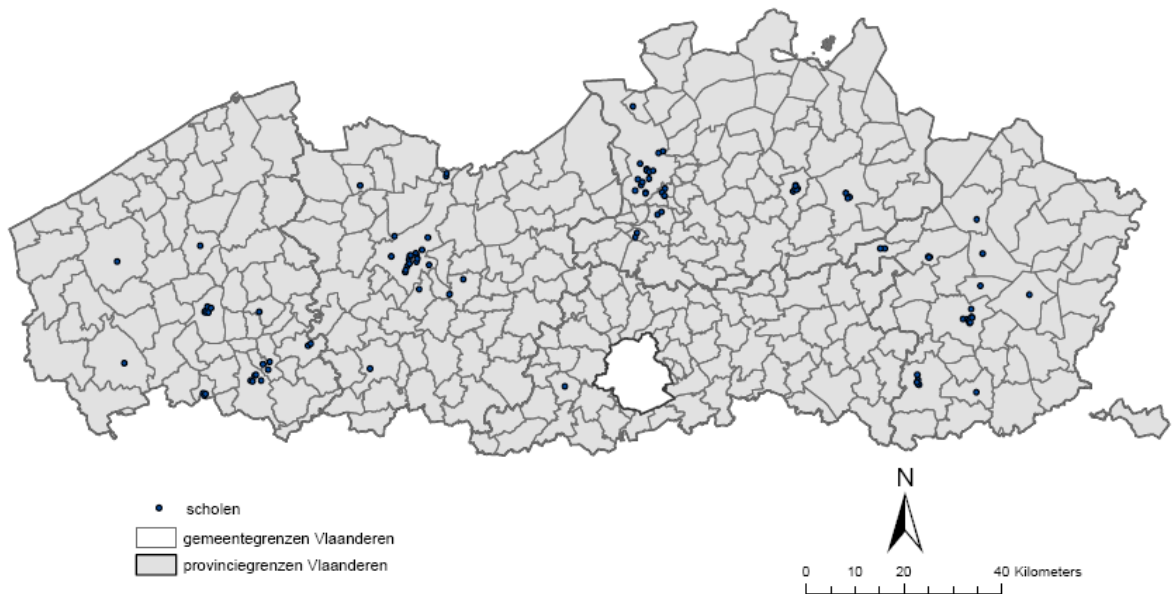 scholen
gemeentegrenzen Vlaanderen
provinciegrenzen Vlaanderen
N
0 10 20 40 Kilometers